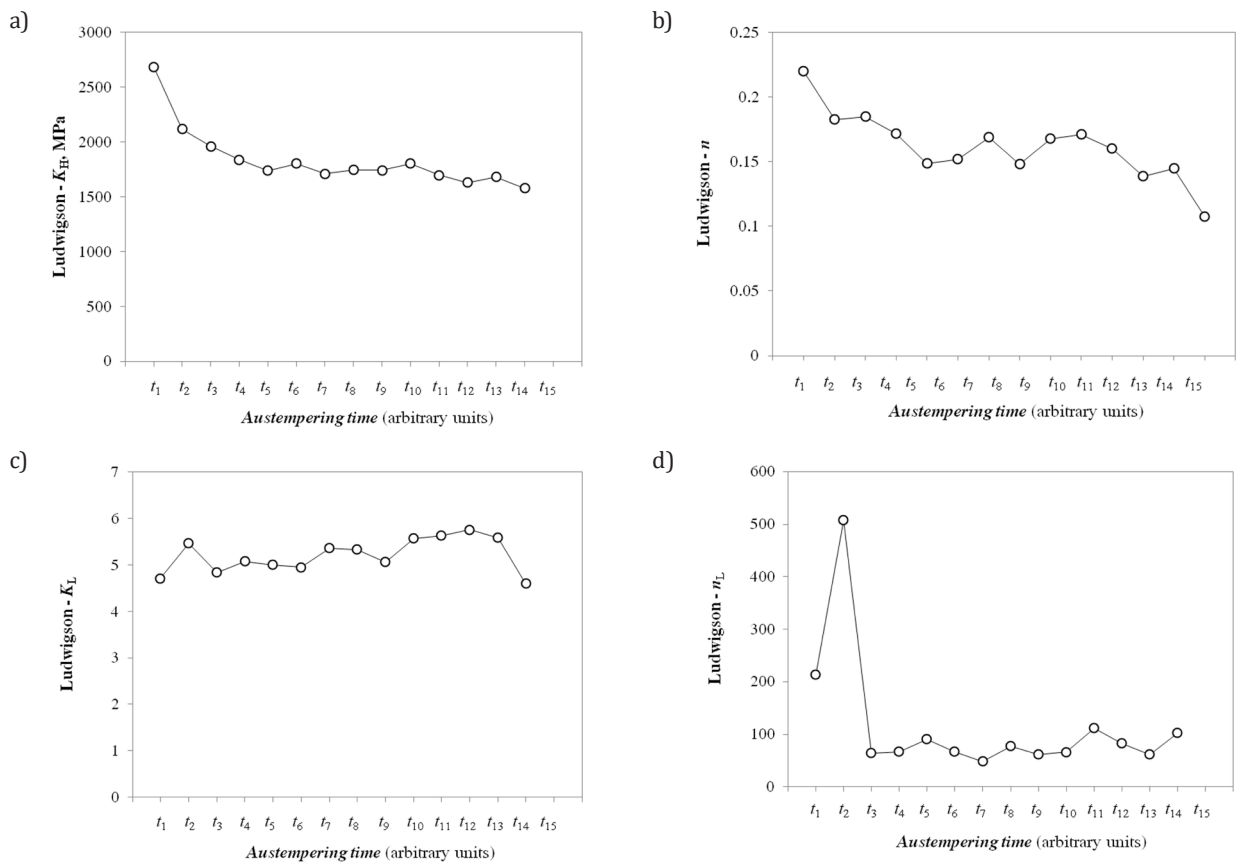 a)
3000
2500
2000
1500
1000
500
0
Ludwigson - K_H, MPa
t₁ t₂ t₃ t₄ t₅ t₆ t₇ t₈ t₉ t₁₀ t₁₁ t₁₂ t₁₃ t₁₄ t₁₅
Austempering time (arbitrary units)
b)
0.25
0.2
0.15
0.1
0.05
0
Ludwigson - n
t₁ t₂ t₃ t₄ t₅ t₆ t₇ t₈ t₉ t₁₀ t₁₁ t₁₂ t₁₃ t₁₄ t₁₅
Austempering time (arbitrary units)
c)
7
6
5
4
3
2
1
0
Ludwigson - K_L
t₁ t₂ t₃ t₄ t₅ t₆ t₇ t₈ t₉ t₁₀ t₁₁ t₁₂ t₁₃ t₁₄ t₁₅
Austempering time (arbitrary units)
d)
600
500
400
300
200
100
0
Ludwigson - n_L
t₁ t₂ t₃ t₄ t₅ t₆ t₇ t₈ t₉ t₁₀ t₁₁ t₁₂ t₁₃ t₁₄ t₁₅
Austempering time (arbitrary units)